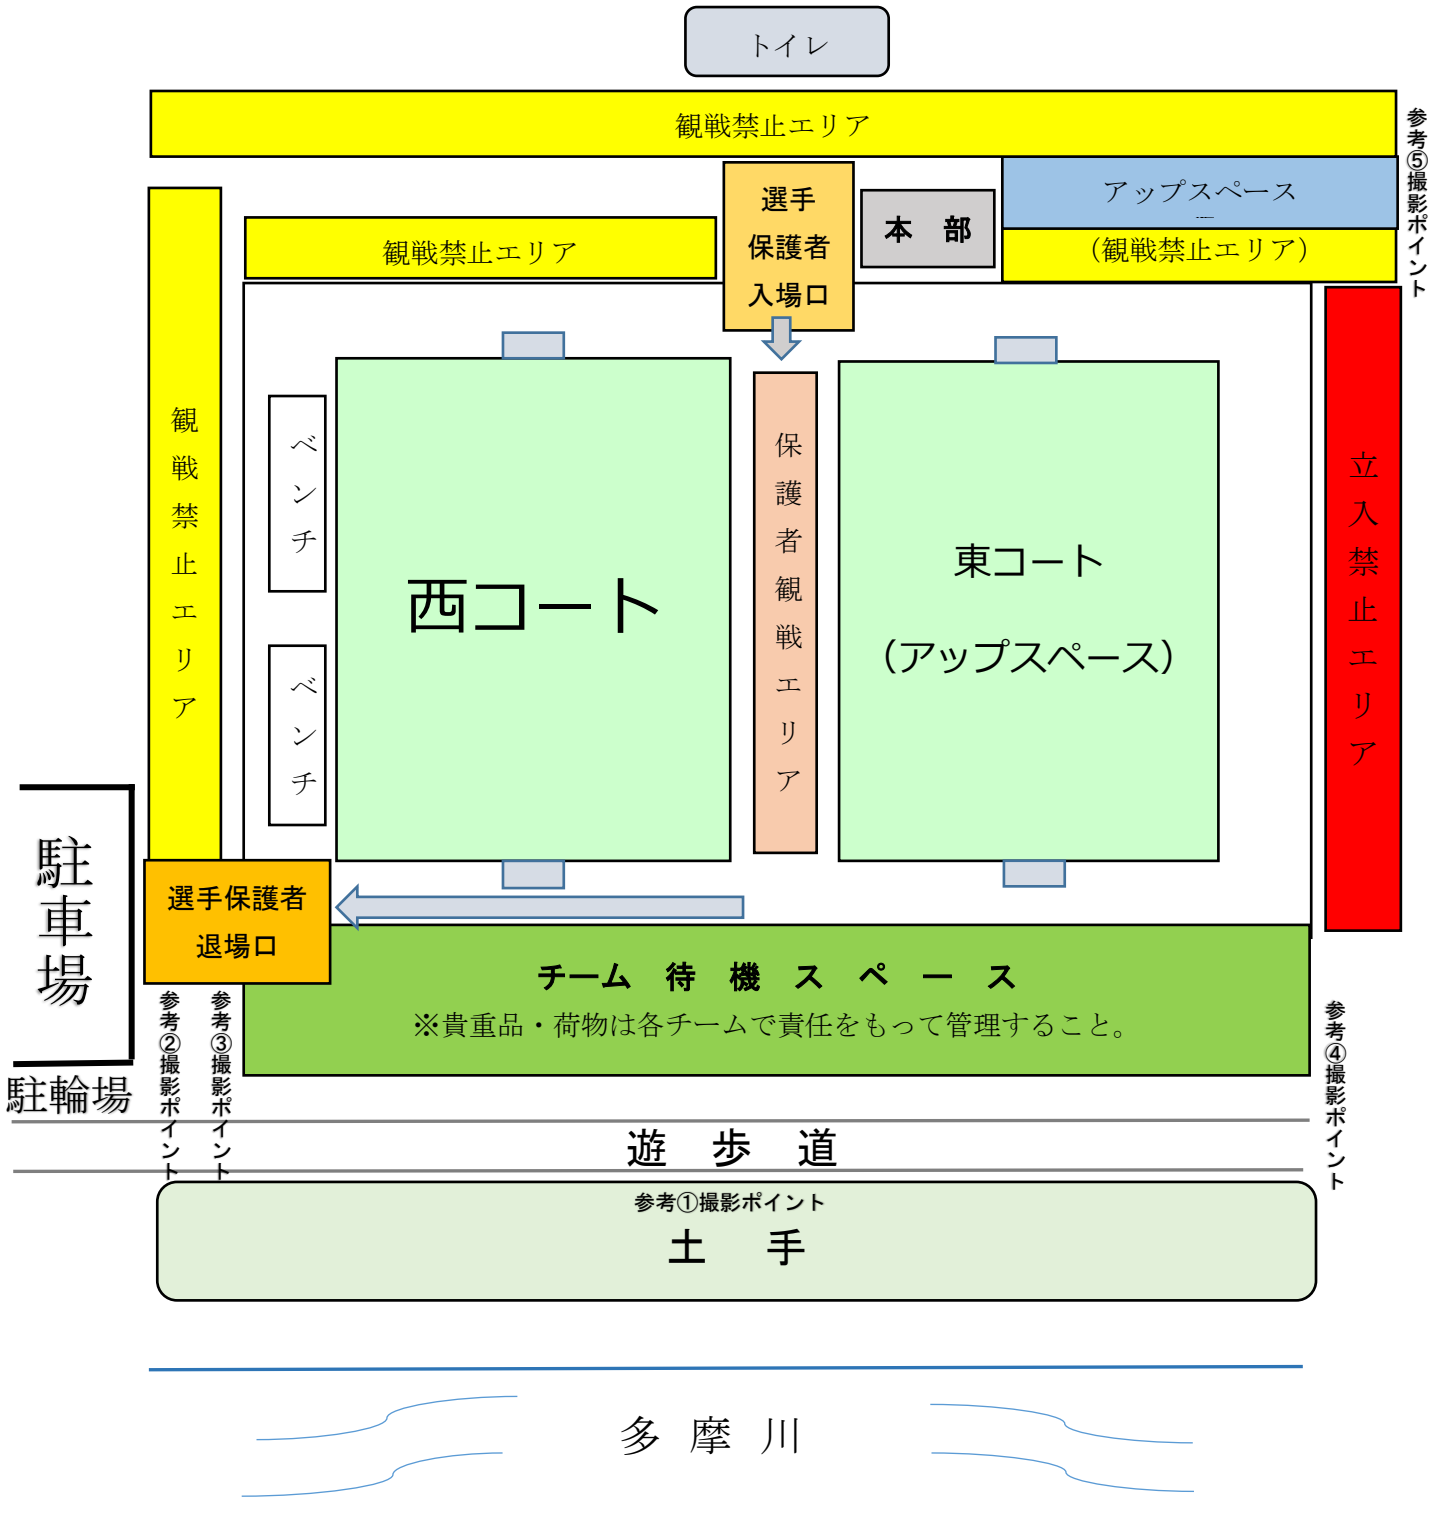 トイレ
観戦禁止エリア
参考⑤撮影ポイント
アップスペース
選手
保護者
入場口
本　部
観戦禁止エリア
（観戦禁止エリア）
観戦禁止エリア
ベンチ
ベンチ
西コート
保護者観戦エリア
東コート
（アップスペース）
立入禁止エリア
駐車場
選手保護者
退場口
チーム　待　機　ス　ペ　ー　ス
※貴重品・荷物は各チームで責任をもって管理すること。
参考②撮影ポイント
参考③撮影ポイント
参考④撮影ポイント
駐輪場
遊　歩　道
参考①撮影ポイント
土　手
多 摩 川